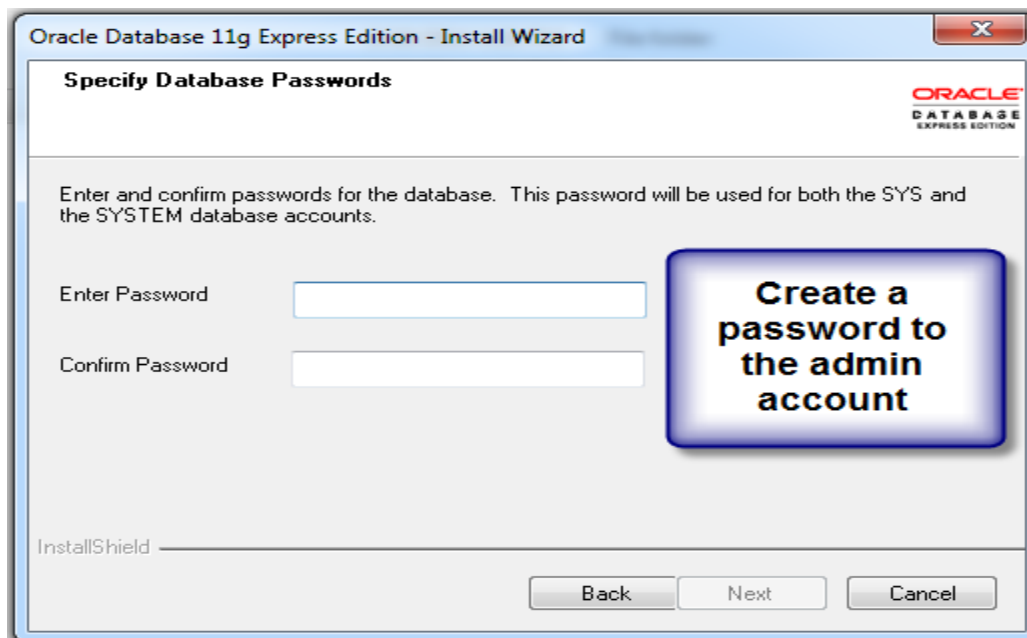 Oracle Database 11g Express Edition - Install Wizard
Specify Database Passwords
ORACLE
DATABASE
EXPRESS EDITION
Enter and confirm passwords for the database. This password will be used for both the SYS and
the SYSTEM database accounts.
Enter Password
Confirm Password
Create a
password to
the admin
account
InstallShield
Back
Next
Cancel